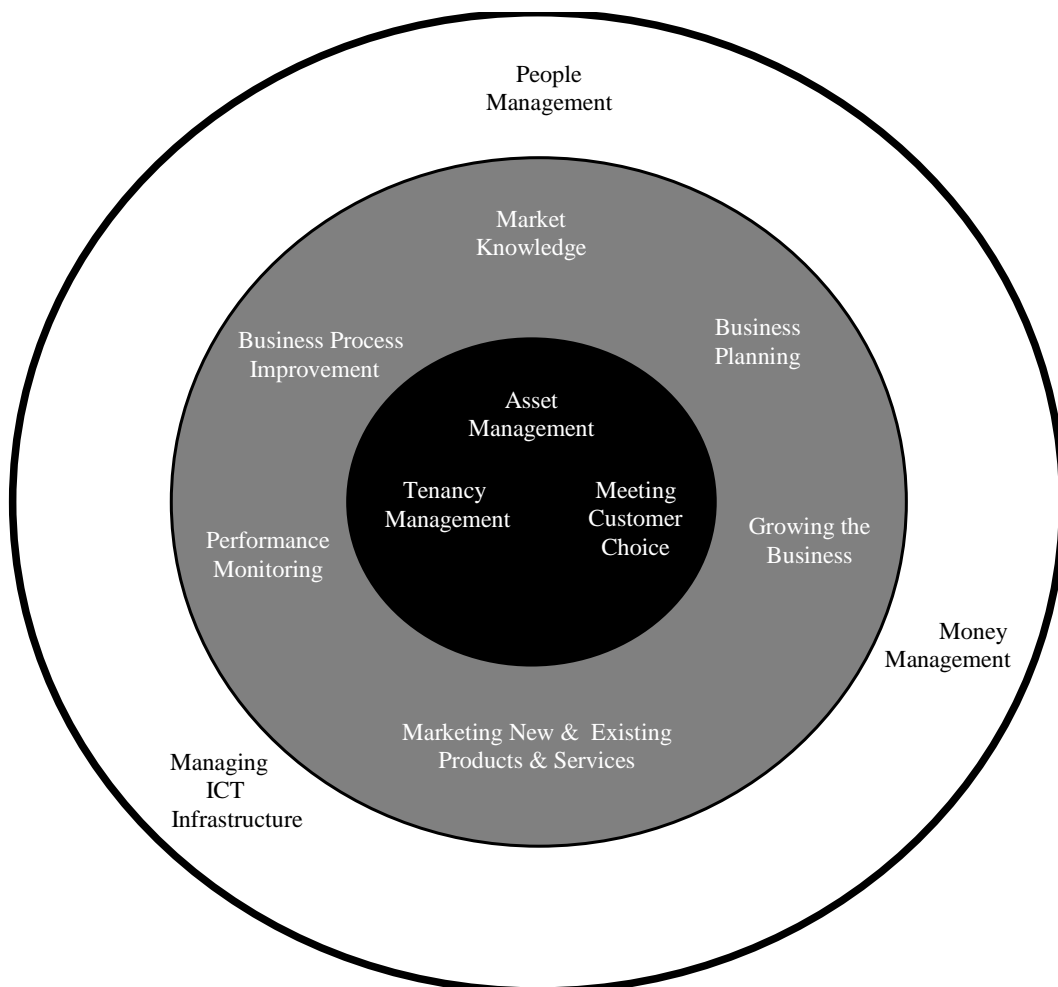 People
Management
Market
Knowledge
Business Process
Improvement
Business
Planning
Asset
Management
Tenancy
Management
Meeting
Customer
Choice
Performance
Monitoring
Growing the
Business
Money
Management
Marketing New &  Existing
Products & Services
Managing
ICT
Infrastructure